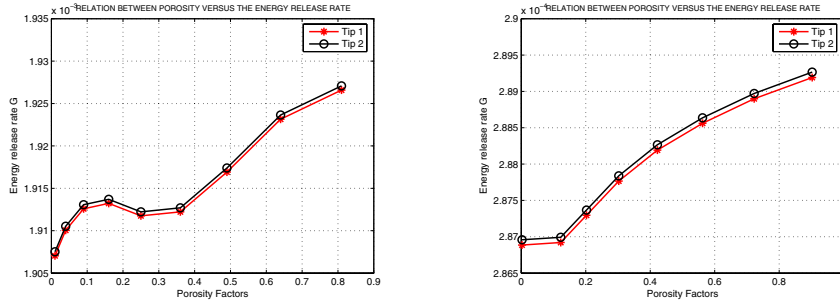 x 10⁻³ RELATION BETWEEN POROSITY VERSUS THE ENERGY RELEASE RATE
1.935
1.93
1.925
1.92
1.915
1.91
1.905
Energy release rate G
Tip 1
Tip 2
0 0.1 0.2 0.3 0.4 0.5 0.6 0.7 0.8 0.9
Porosity Factors
x 10⁻⁴ RELATION BETWEEN POROSITY VERSUS THE ENERGY RELEASE RATE
2.9
2.895
2.89
2.885
2.88
2.875
2.87
2.865
Energy release rate G
Tip 1
Tip 2
0 0.2 0.4 0.6 0.8
Porosity Factors